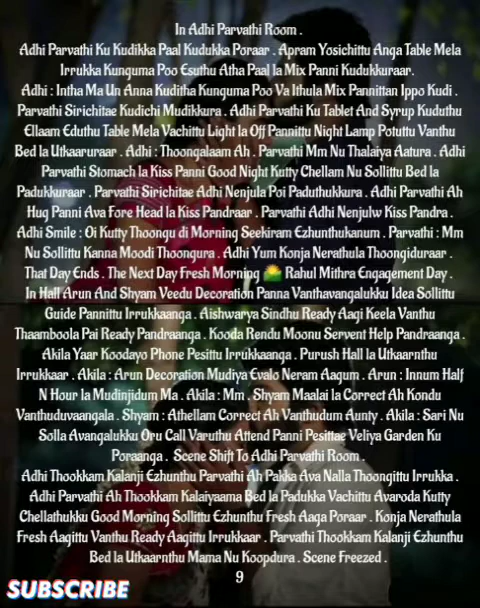 In Adhi Parvathi Room .
Adhi Parvathi Ku Kudikka Paal Kudukka Poraar . Apram Yosichittu Anga Table Mela
Irrukka Kunguma Poo Esuthu Atha Paal la Mix Panni Kudukkuraar.
Adhi : Intha Ma Un Anna Kuditha Kunguma Poo Va Ithula Mix Pannittan Ippo Kudi .
Parvathi Sirichitae Kudichi Mudikkura . Adhi Parvathi Ku Tablet And Syrup Kuduthu
Ellaam Eduthu Table Mela Vachittu Light la Off Pannittu Night Lamp Potuttu Vanthu
Bed la Utkaaruraar . Adhi : Thoongalaam Ah . Parvathi Mm Nu Thalaiya Aatura . Adhi
Parvathi Stomach la Kiss Panni Good Night Kutty Chellam Nu Sollittu Bed la
Padukkuraar . Parvathi Sirichitae Adhi Nenjula Poi Paduthukkura . Adhi Parvathi Ah
Hug Panni Ava Fore Head la Kiss Pandraar . Parvathi Adhi Nenjulw Kiss Pandra .
Adhi Smile : Oi Kutty Thoongu di Morning Seekiram Ezhunthukanum . Parvathi : Mm
Nu Sollittu Kanna Moodi Thoongura . Adhi Yum Konja Nerathula Thoongiduraar .
That Day Ends . The Next Day Fresh Morning 🌅 Rahul Mithra Engagement Day .
In Hall Arun And Shyam Veedu Decoration Panna Vanthavangalukku Idea Sollittu
Guide Pannittu Irrukkaanga . Aishwarya Sindhu Ready Aagi Keela Vanthu
Thaamboola Pai Ready Pandraanga . Kooda Rendu Moonu Servent Help Pandraanga .
Akila Yaar Koodayo Phone Pesittu Irrukkaanga . Purush Hall la Utkaarnthu
Irrukkaar . Akila : Arun Decoration Mudiya Evalo Neram Aagum . Arun : Innum Half
N Hour la Mudinjidum Ma . Akila : Mm . Shyam Maalai la Correct Ah Kondu
Vanthuduvaangala . Shyam : Athellam Correct Ah Vanthudum Aunty . Akila : Sari Nu
Solla Avangalukku Oru Call Varuthu Attend Panni Pesittae Veliya Garden Ku
Poraanga . Scene Shift To Adhi Parvathi Room .
Adhi Thookkam Kalanji Ezhunthu Parvathi Ah Pakka Ava Nalla Thoongittu Irrukka .
Adhi Parvathi Ah Thookkam Kalaiyaama Bed la Padukka Vachittu Avaroda Kutty
Chellathukku Good Morning Sollittu Ezhunthu Fresh Aaga Poraar . Konja Nerathula
Fresh Aagittu Vanthu Ready Aagittu Irrukkaar . Parvathi Thookkam Kalanji Ezhunthu
Bed la Utkaarnthu Mama Nu Koopdura . Scene Freezed .
9
SUBSCRIBE